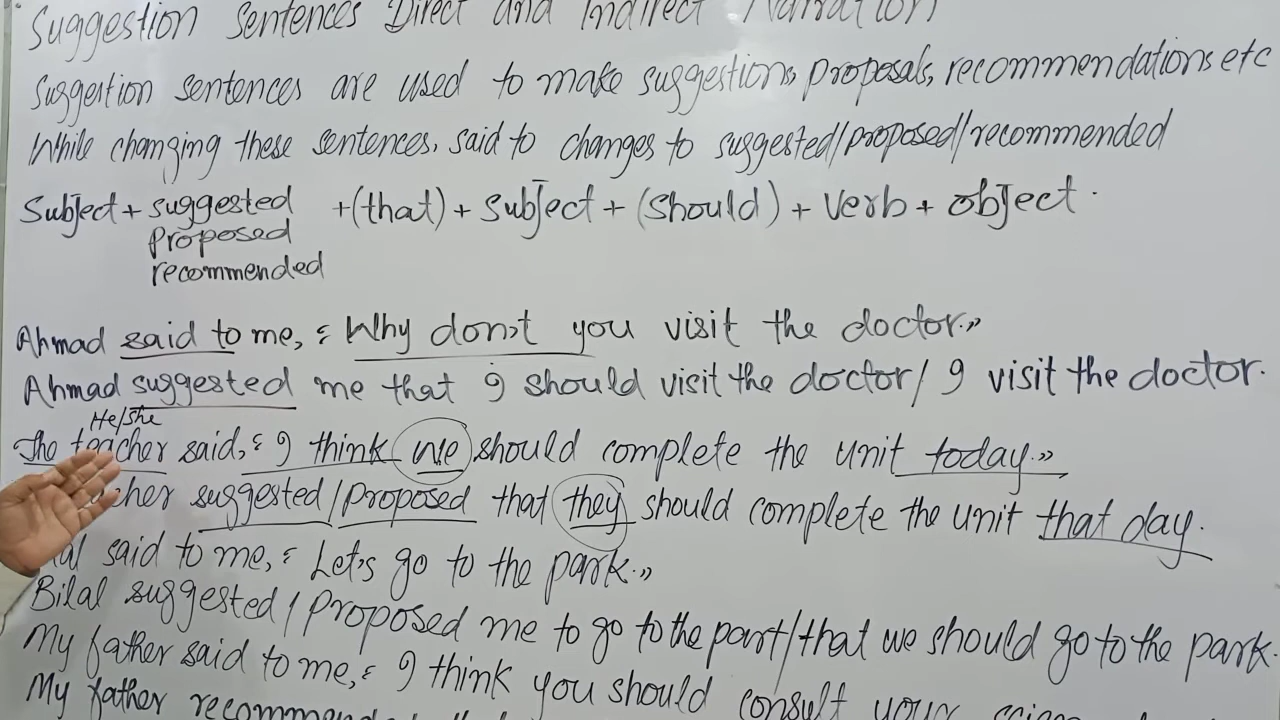 Suggestion Sentences Direct and Indirect Narration
Suggestion sentences are used to make suggestions, proposals, recommendations etc
While changing these sentences, said to changes to suggested/proposed/recommended
Subject + suggested + (that) + subject + (should) + verb + object.
proposed
recommended
Ahmad said to me, "Why don't you visit the doctor."
Ahmad suggested me that I should visit the doctor/ I visit the doctor.
He/She
The teacher said, "I think we should complete the unit today."
suggested/proposed that they should complete the unit that day.
said to me, "Let's go to the park."
Bilal suggested/proposed me to go to the part/that we should go to the park.
My father said to me, "I think you should consult your
My father